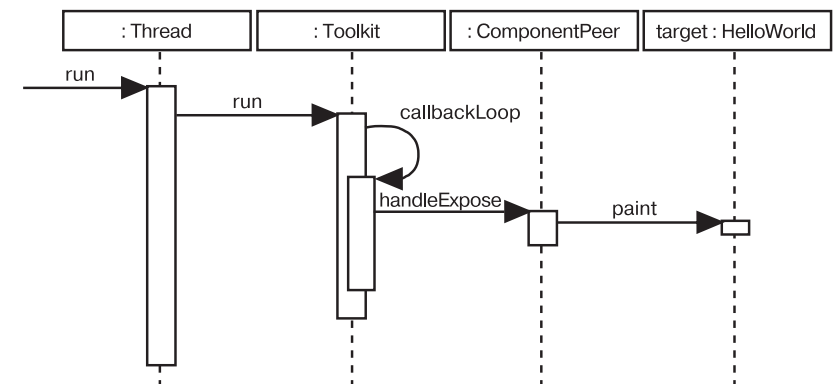 : Thread
: Toolkit
: ComponentPeer
target : HelloWorld
run
run
callbackLoop
handleExpose
paint